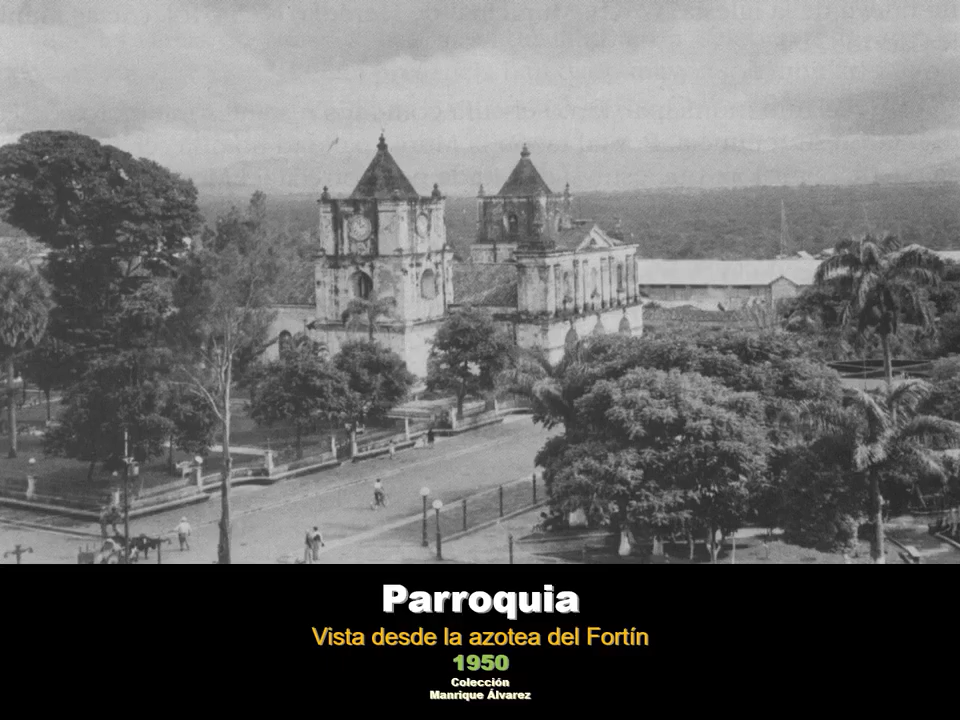 Parroquia
Vista desde la azotea del Fortín
1950
Colección
Manrique Álvarez